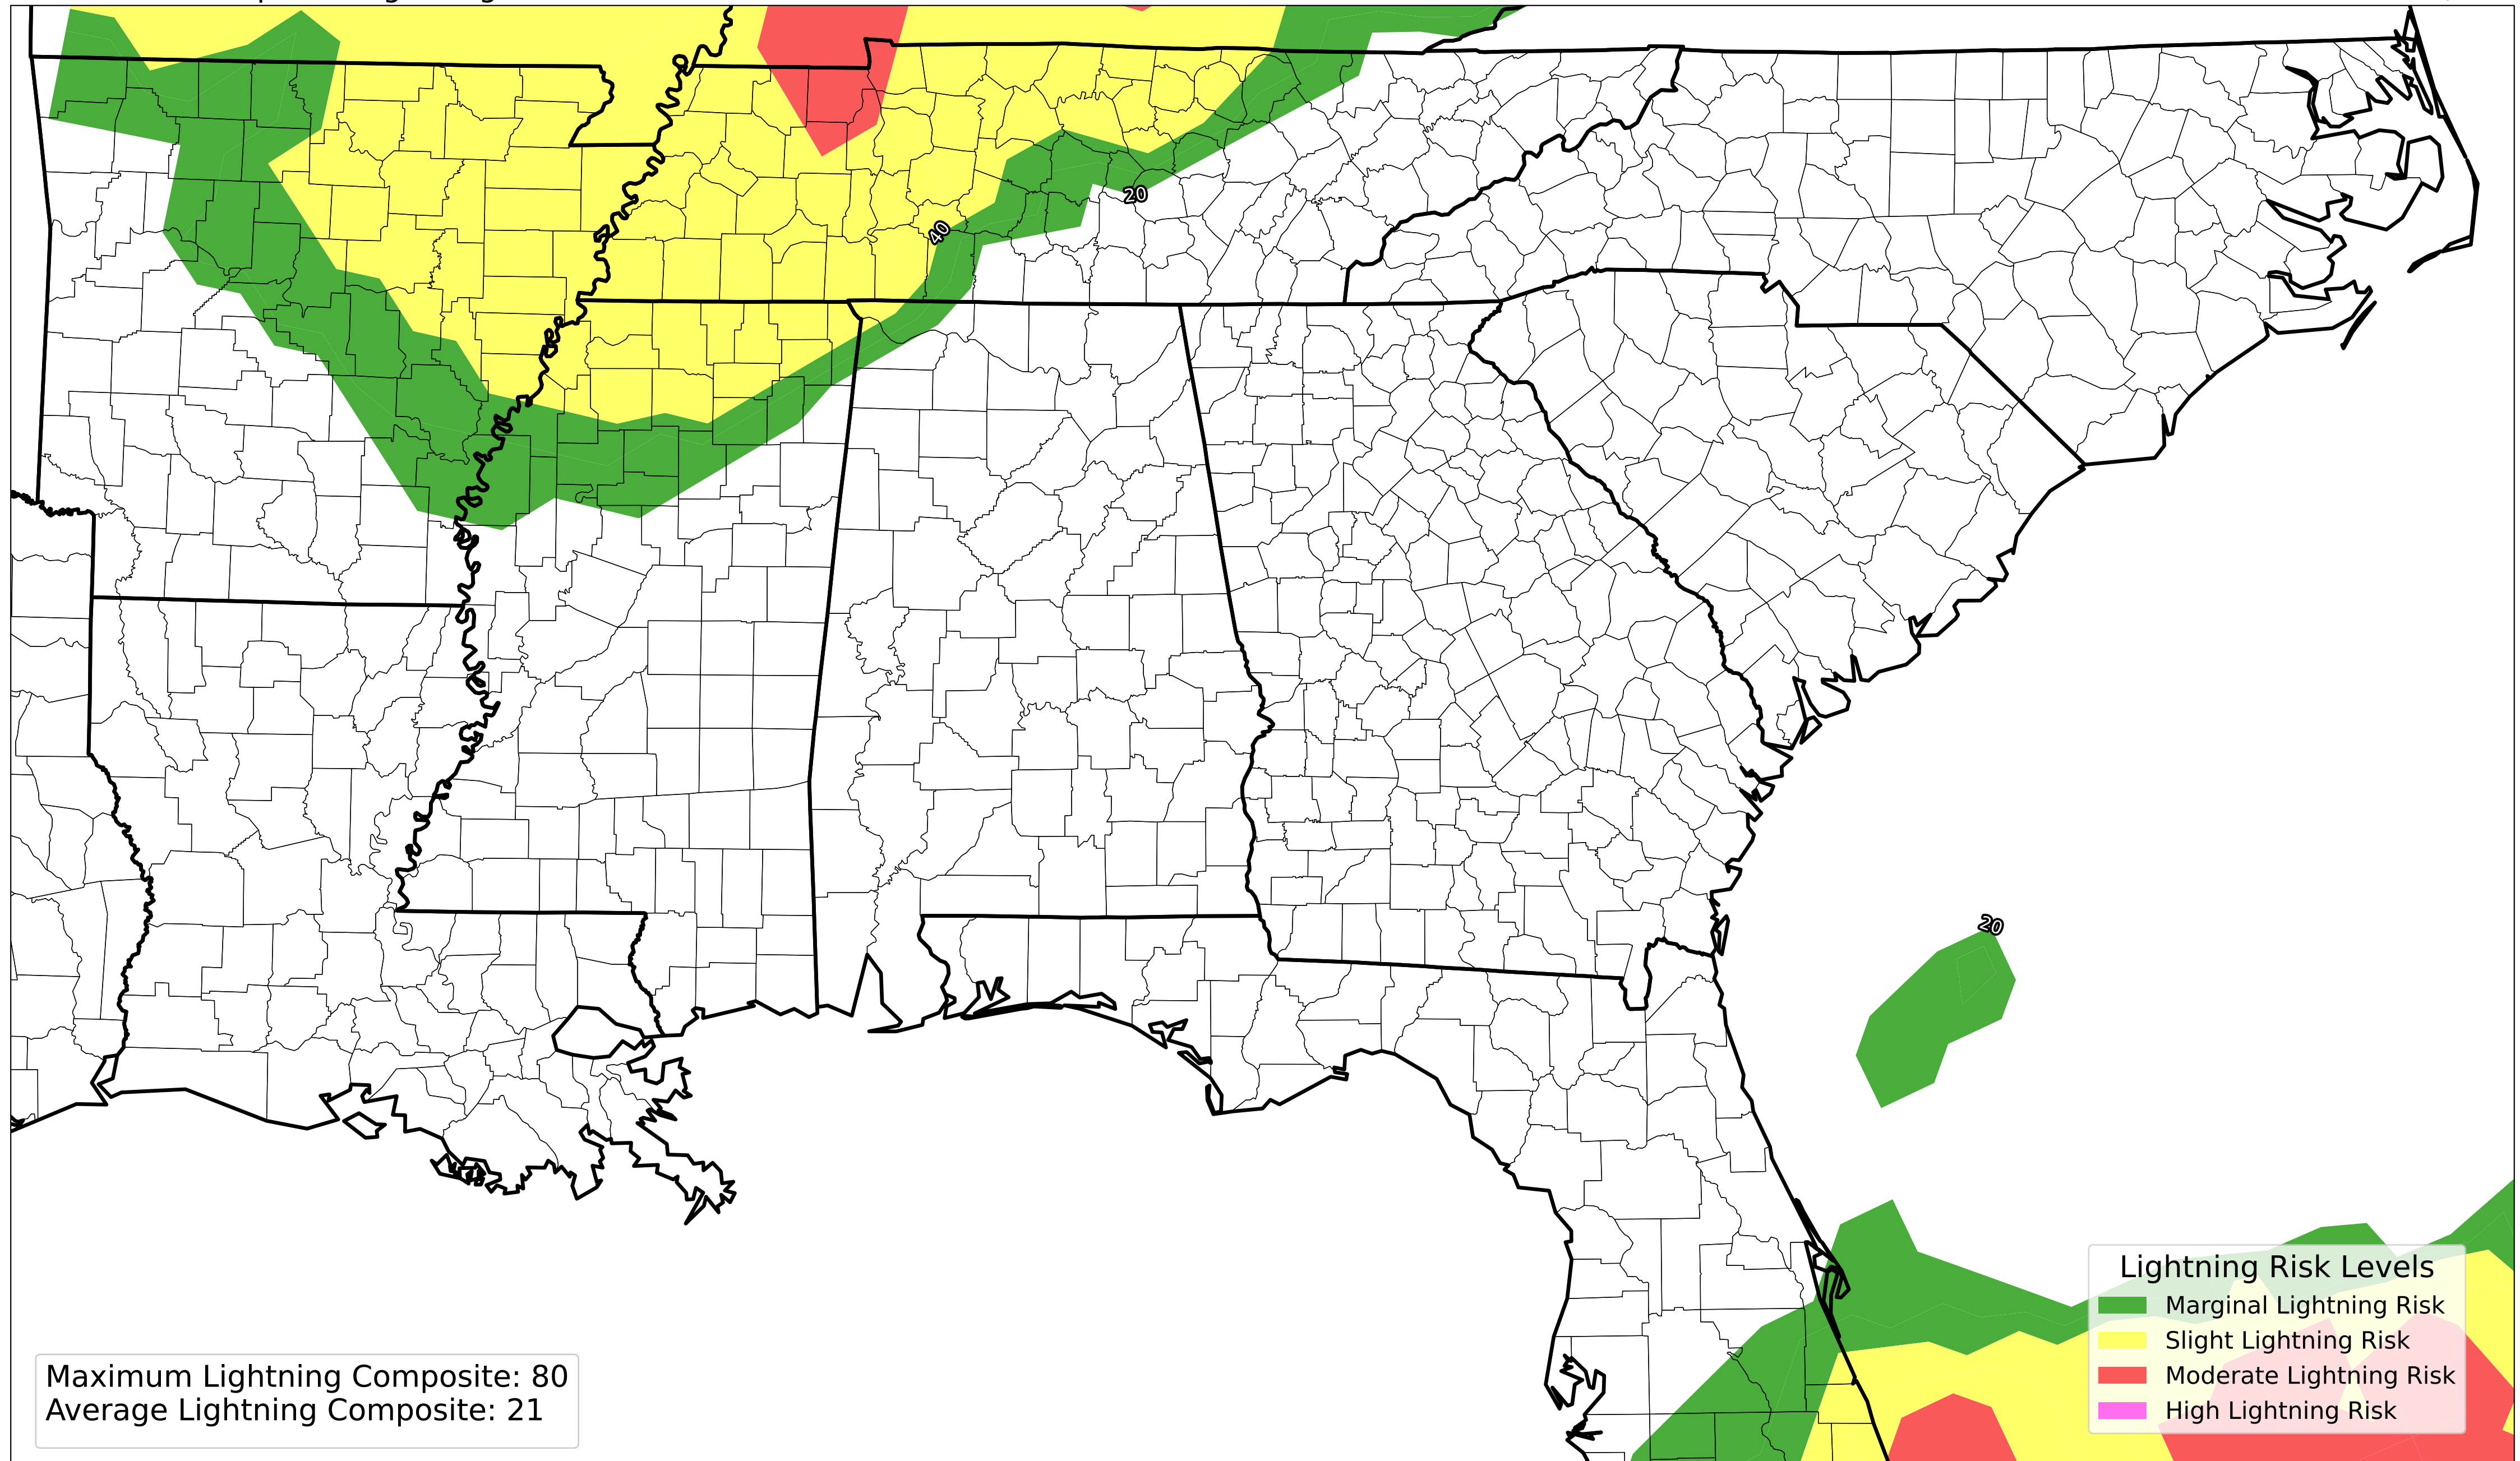 20
40
20
Lightning Risk Levels
Marginal Lightning Risk
Slight Lightning Risk
Moderate Lightning Risk
High Lightning Risk
Maximum Lightning Composite: 80
Average Lightning Composite: 21